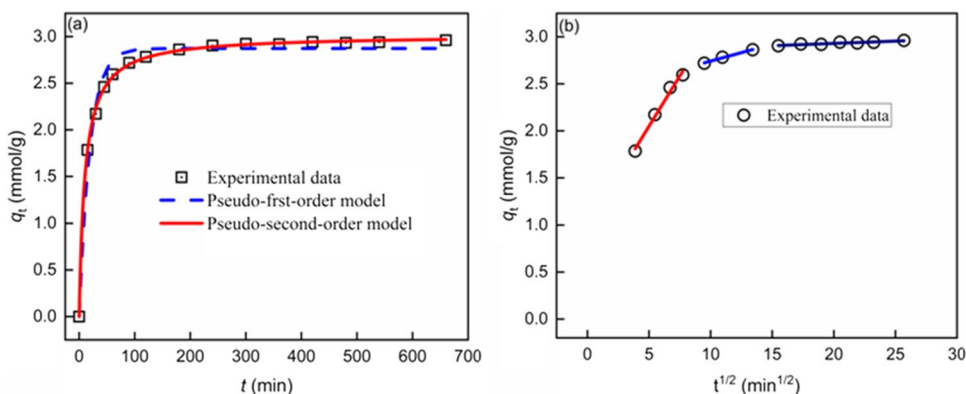 (a)
3.0
2.5
2.0
1.5
1.0
0.5
0.0
qt (mmol/g)
Experimental data
Pseudo-frst-order model
Pseudo-second-order model
0 100 200 300 400 500 600 700
t (min)
(b)
3.0
2.5
2.0
1.5
1.0
0.5
0.0
qt (mmol/g)
Experimental data
0 5 10 15 20 25 30
t1/2 (min1/2)